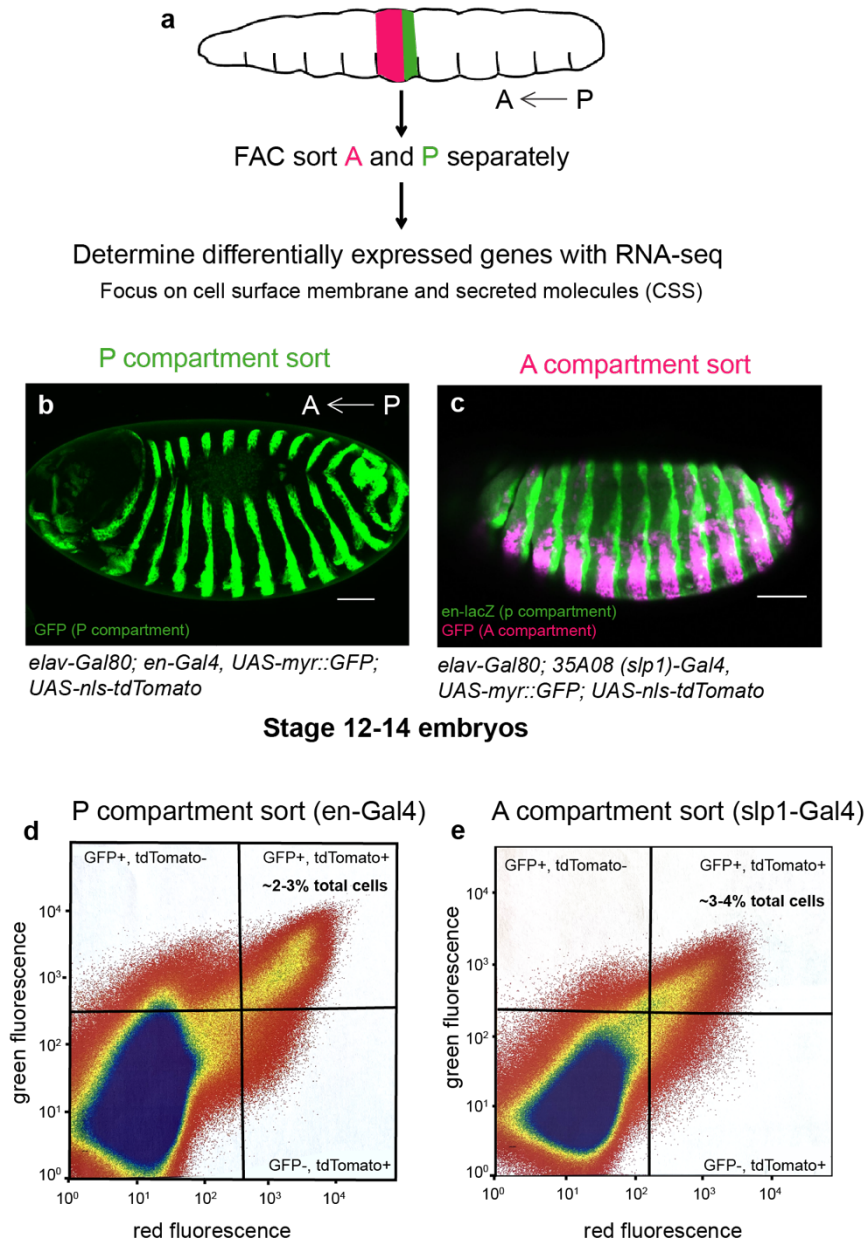 a
A ← P
FAC sort A and P separately
Determine differentially expressed genes with RNA-seq
Focus on cell surface membrane and secreted molecules (CSS)
P compartment sort
b
A ← P
GFP (P compartment)
elav-Gal80; en-Gal4, UAS-myr::GFP;
UAS-nls-tdTomato
A compartment sort
c
en-lacZ (p compartment)
GFP (A compartment)
elav-Gal80; 35A08 (slp1)-Gal4,
UAS-myr::GFP; UAS-nls-tdTomato
Stage 12-14 embryos
P compartment sort (en-Gal4)
d
GFP+, tdTomato-
GFP+, tdTomato+
~2-3% total cells
GFP-, tdTomato+
green fluorescence
10⁴
10³
10²
10¹
10⁰
10⁰ 10¹ 10² 10³ 10⁴
red fluorescence
A compartment sort (slp1-Gal4)
e
GFP+, tdTomato-
GFP+, tdTomato+
~3-4% total cells
GFP-, tdTomato+
green fluorescence
10⁴
10³
10²
10¹
10⁰
10⁰ 10¹ 10² 10³ 10⁴
red fluorescence